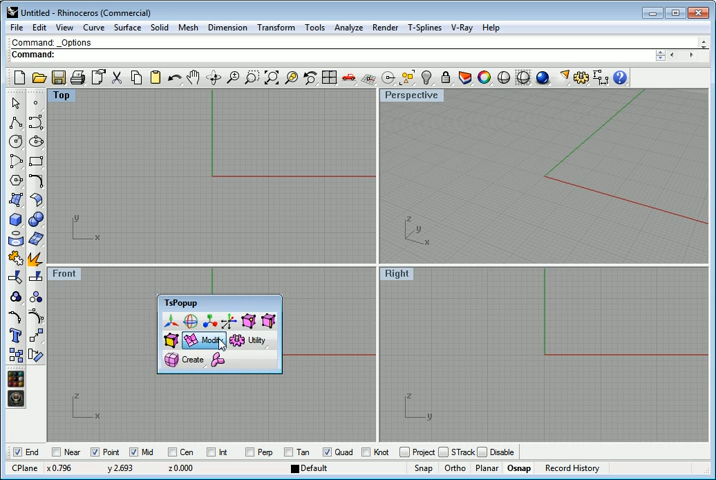 Untitled - Rhinoceros (Commercial)
File Edit View Curve Surface Solid Mesh Dimension Transform Tools Analyze Render T-Splines V-Ray Help
Command: _Options
Command:
Top
Perspective
y
x
z
y
x
Front
Right
TsPopup
Modify
Utility
Create
z
x
z
y
End Near Point Mid Cen Int Perp Tan Quad Knot Project STrack Disable
CPlane x 0.796 y 2.693 z 0.000 Default Snap Ortho Planar Osnap Record History